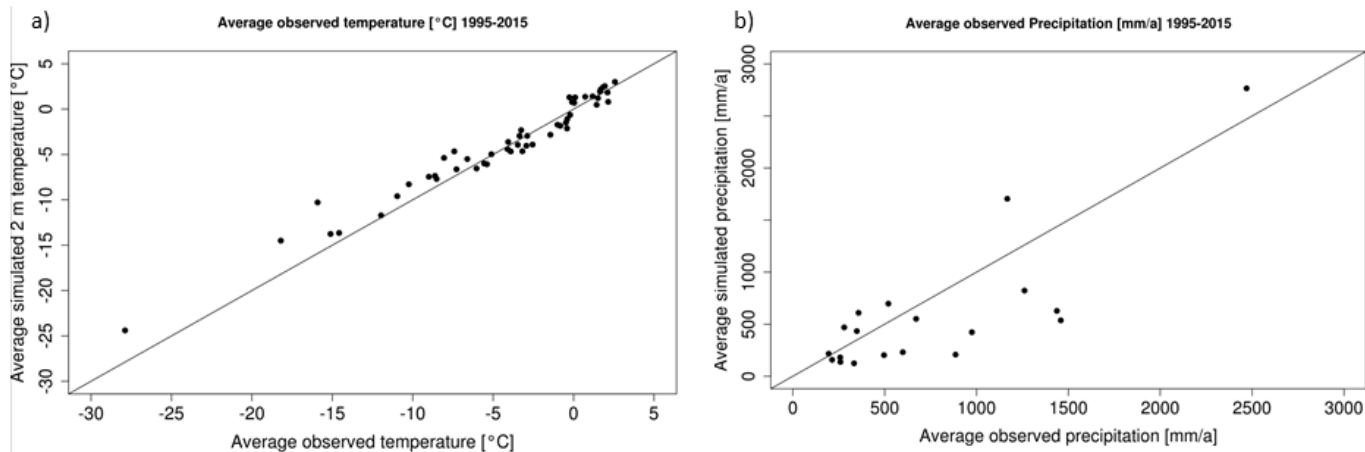 a)
Average observed temperature [°C] 1995-2015
Average simulated 2 m temperature [°C]
5
0
-5
-10
-15
-20
-25
-30
-30 -25 -20 -15 -10 -5 0 5
Average observed temperature [°C]
b)
Average observed Precipitation [mm/a] 1995-2015
Average simulated precipitation [mm/a]
3000
2000
1000
500
0
0 500 1000 1500 2000 2500 3000
Average observed precipitation [mm/a]